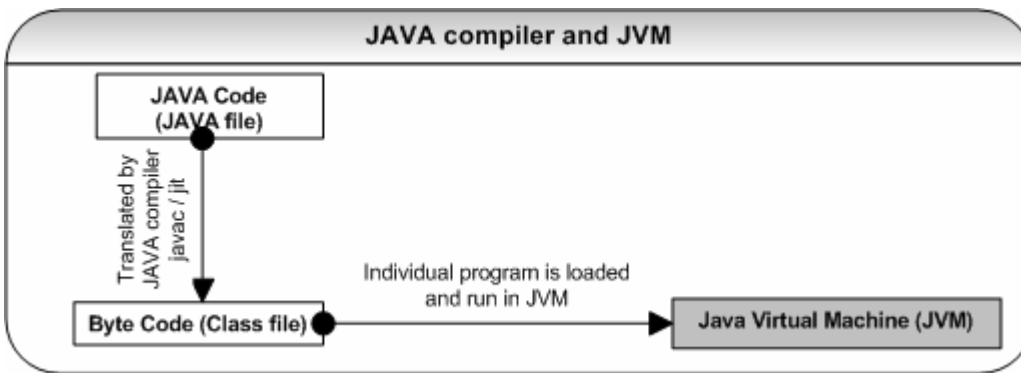 JAVA compiler and JVM
JAVA Code
(JAVA file)
Translated by
JAVA compiler
javac / jit
Individual program is loaded
and run in JVM
Byte Code (Class file)
Java Virtual Machine (JVM)